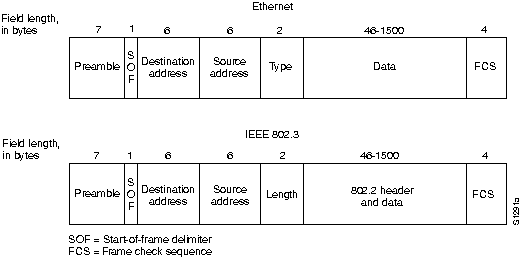 Ethernet
Field length,
in bytes
7 1 6 6 2 46-1500 4
Preamble S O F Destination address Source address Type Data FCS
IEEE 802.3
Field length,
in bytes
7 1 6 6 2 46-1500 4
Preamble S O F Destination address Source address Length 802.2 header and data FCS
SOF = Start-of-frame delimiter
FCS = Frame check sequence
S1291a